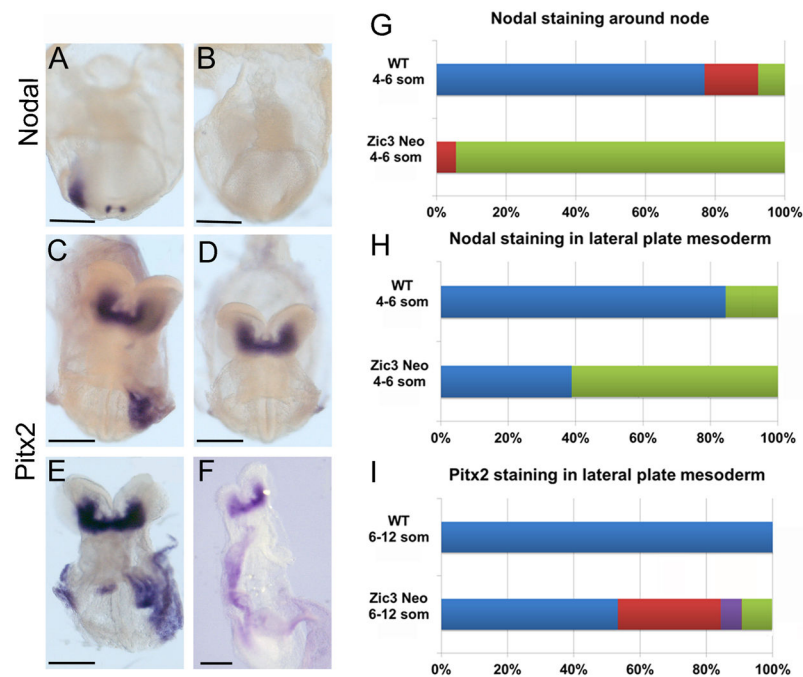 Nodal
Pitx2
A
B
C
D
E
F
G
Nodal staining around node
WT
4-6 som
Zic3 Neo
4-6 som
0% 20% 40% 60% 80% 100%
H
Nodal staining in lateral plate mesoderm
WT
4-6 som
Zic3 Neo
4-6 som
0% 20% 40% 60% 80% 100%
I
Pitx2 staining in lateral plate mesoderm
WT
6-12 som
Zic3 Neo
6-12 som
0% 20% 40% 60% 80% 100%